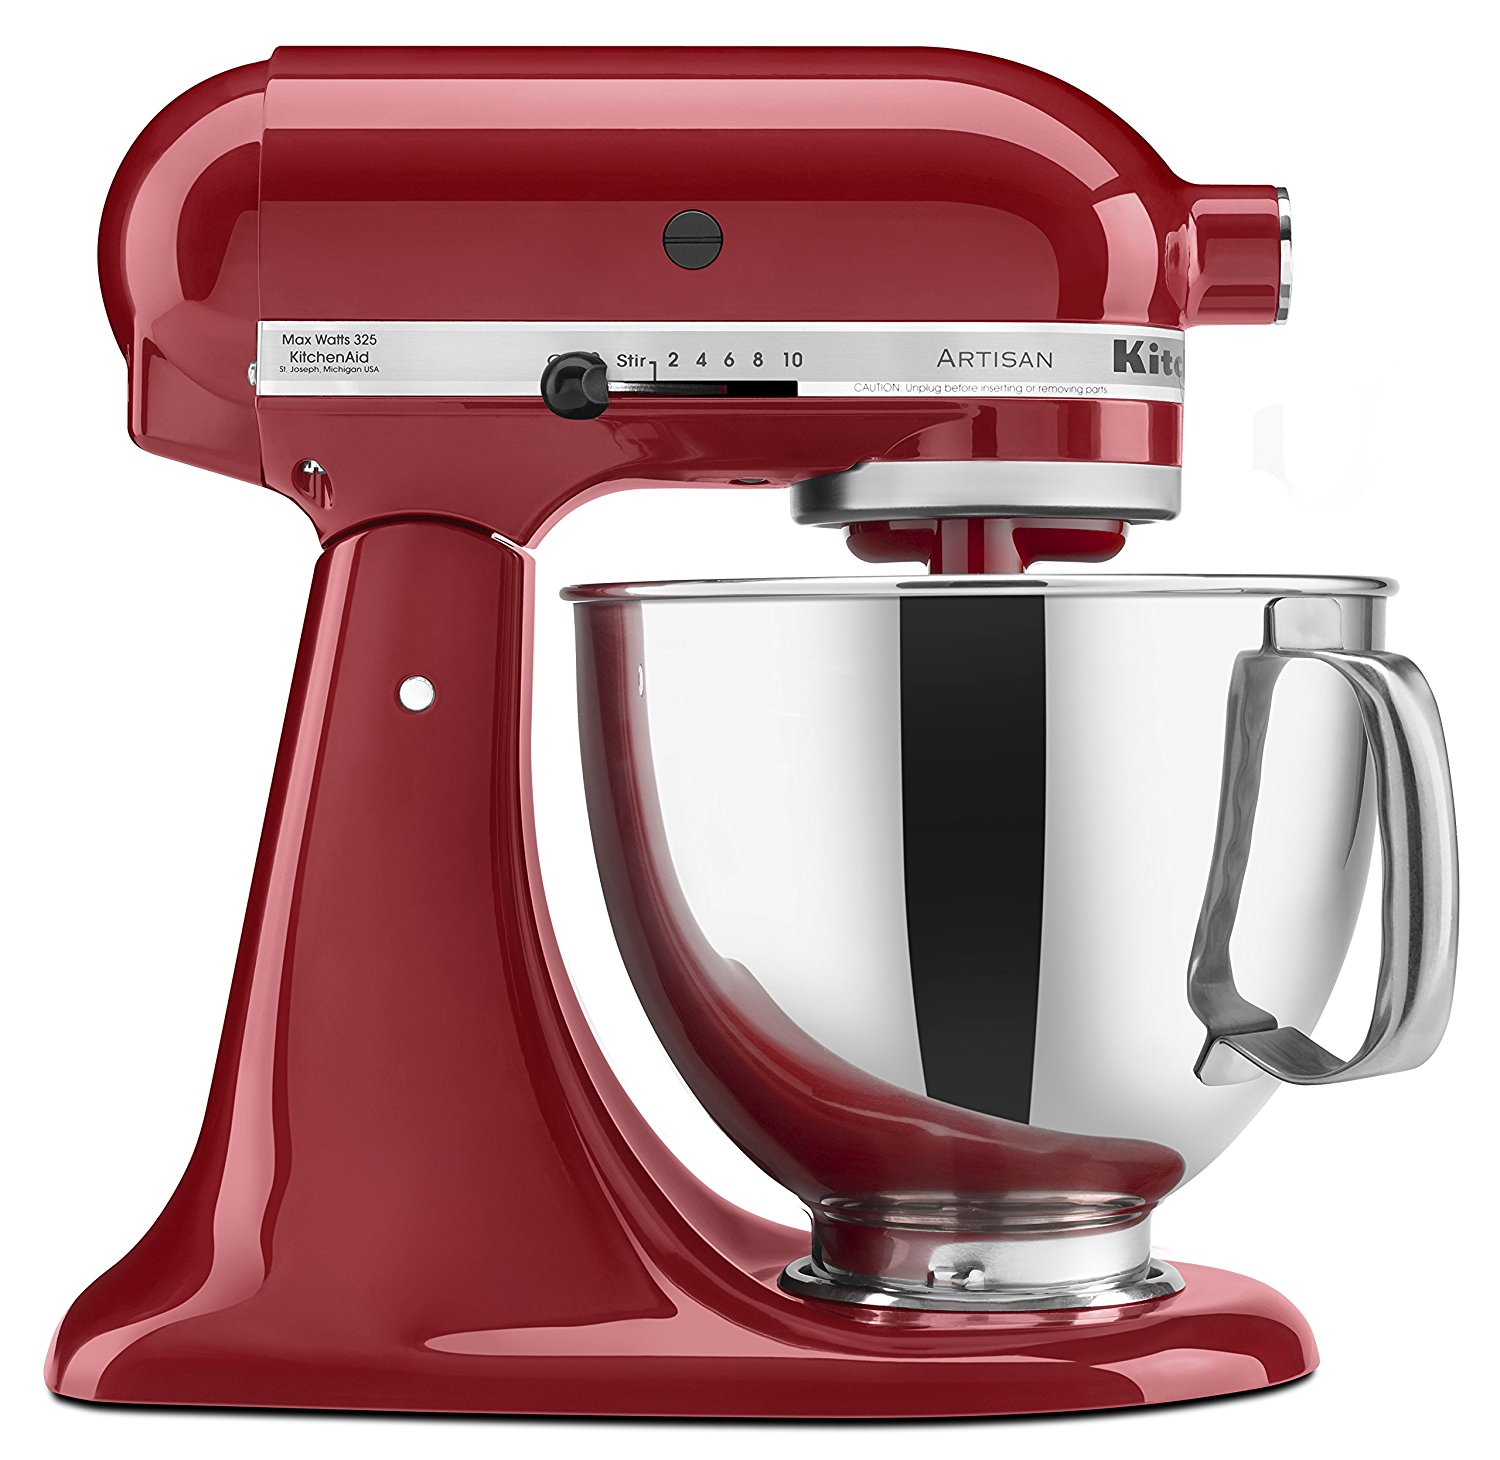 Max Watts 325
KitchenAid
St. Joseph, Michigan USA
Stir 2 4 6 8 10
ARTISAN
Kitc
CAUTION: Unplug before inserting or removing parts